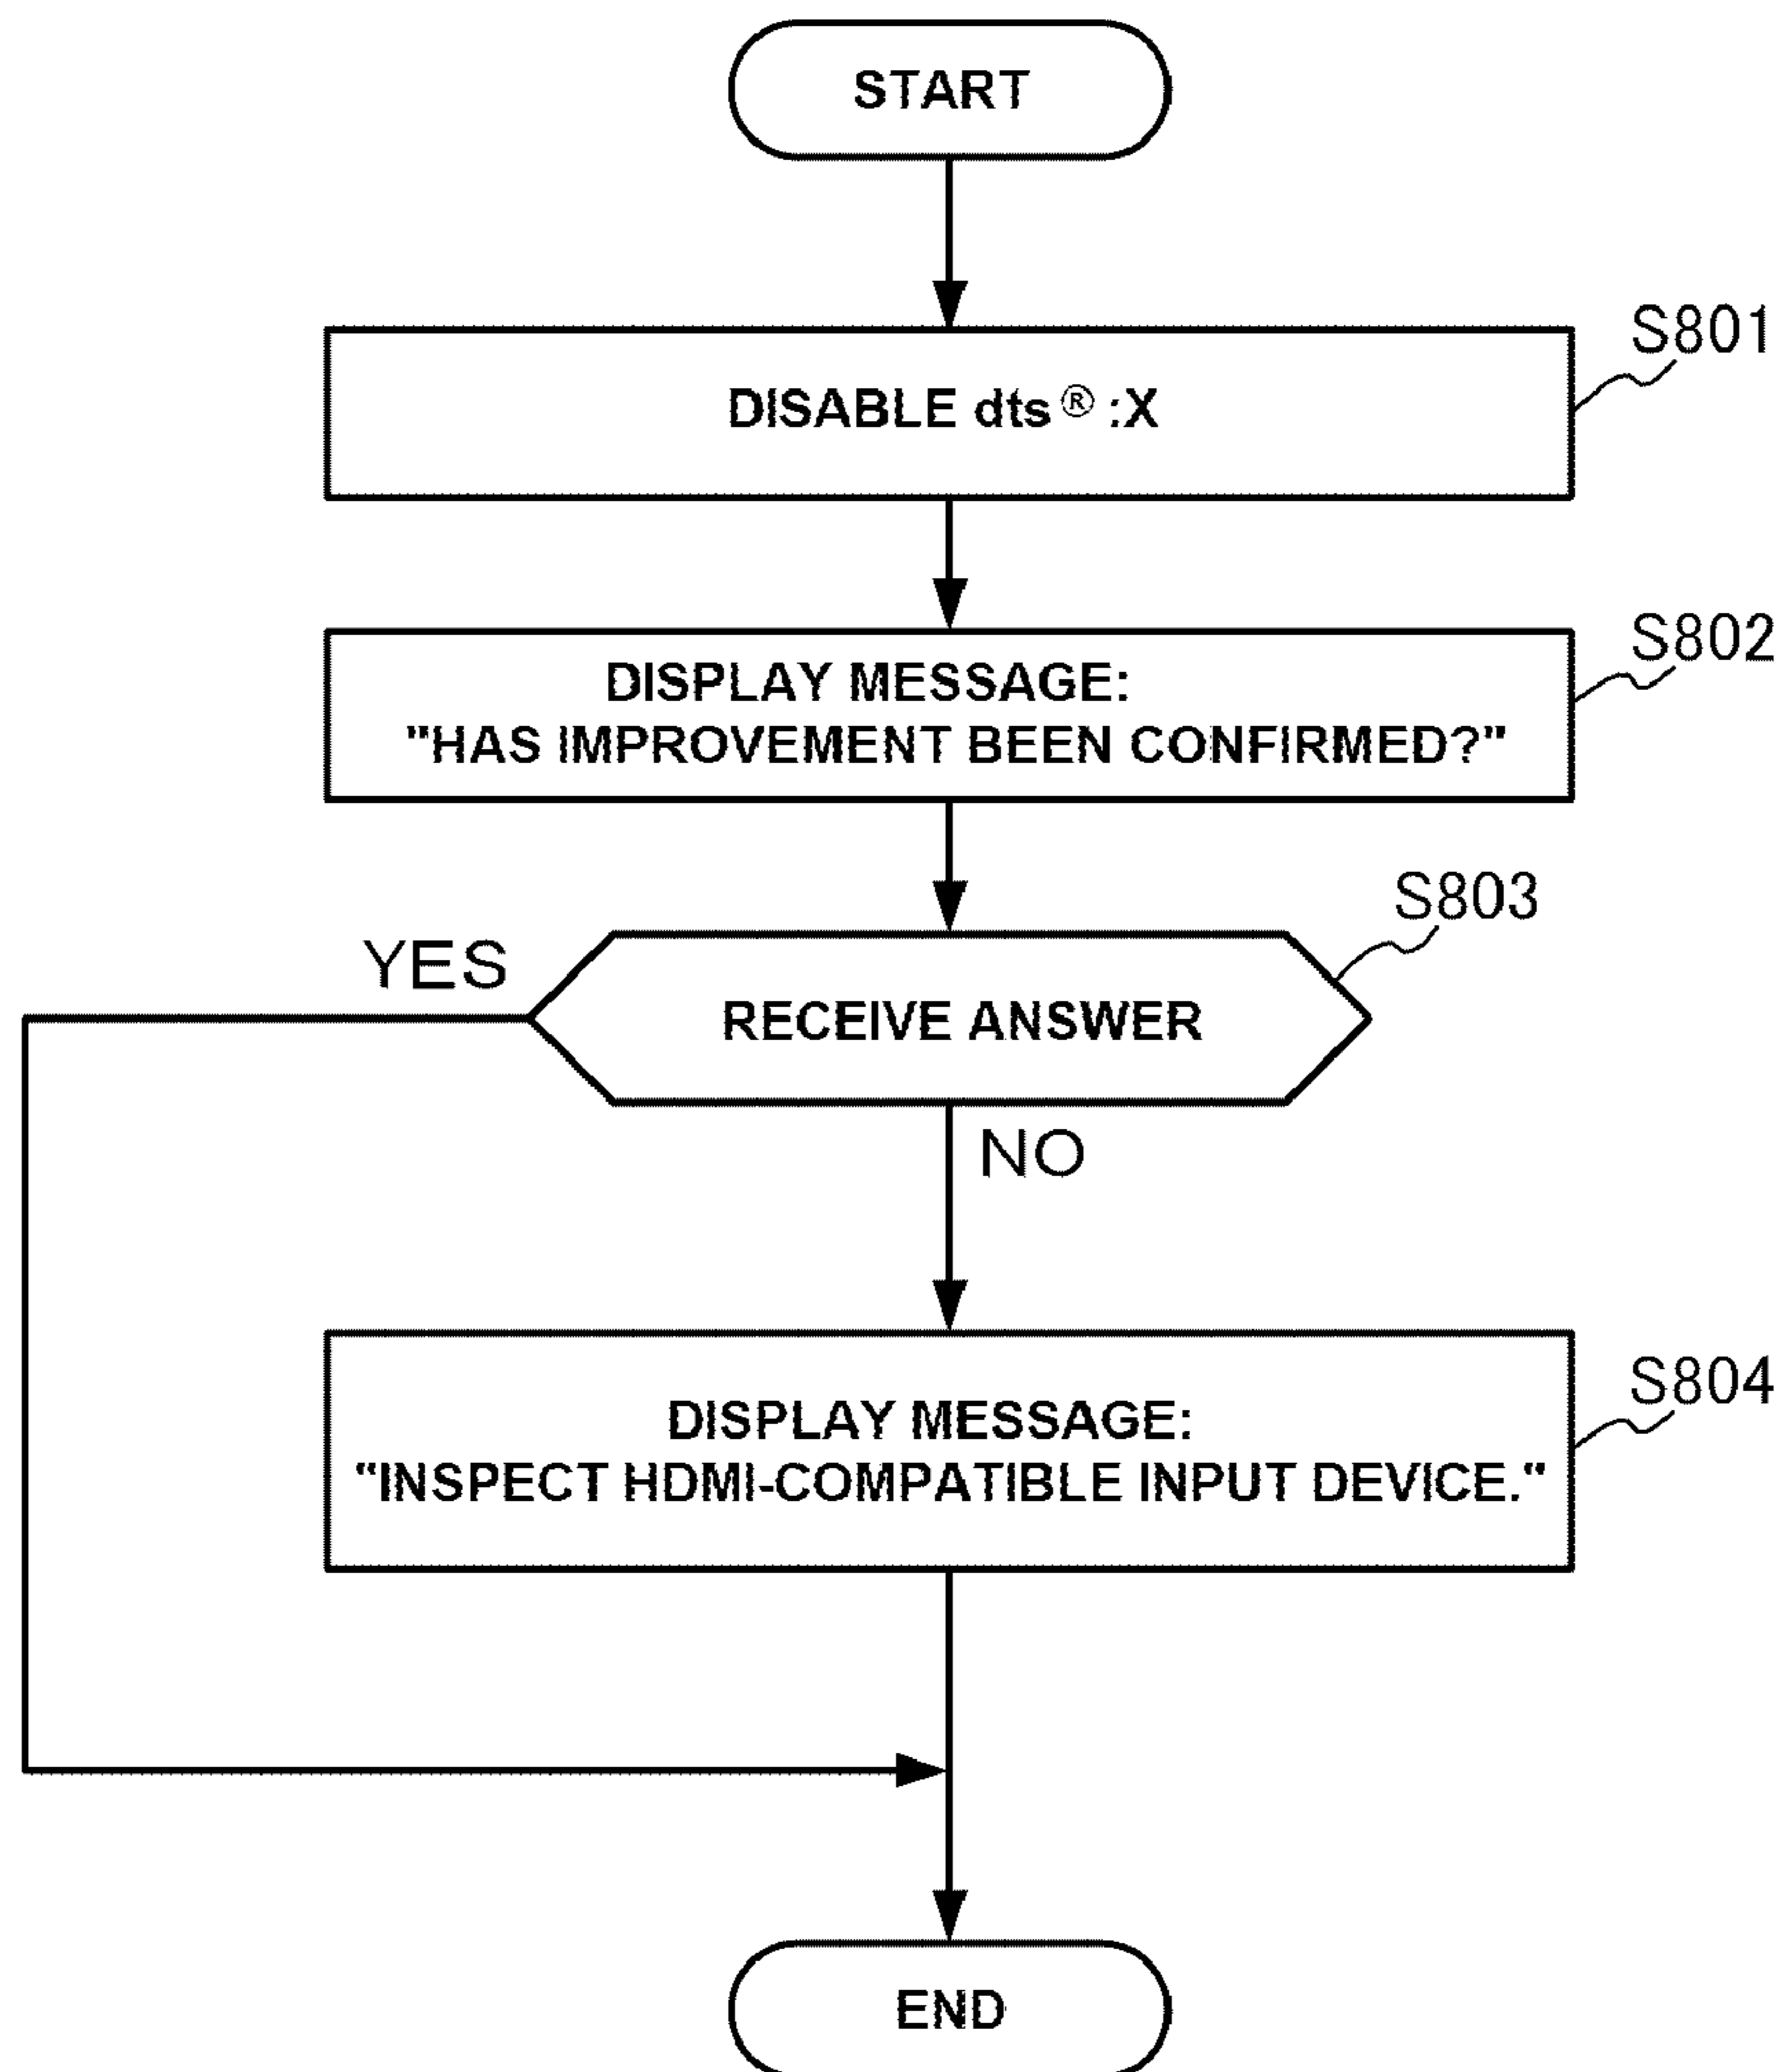 START
S801
DISABLE dts® :X
S802
DISPLAY MESSAGE:
"HAS IMPROVEMENT BEEN CONFIRMED?"
S803
YES
RECEIVE ANSWER
NO
S804
DISPLAY MESSAGE:
“INSPECT HDMI-COMPATIBLE INPUT DEVICE.“
END